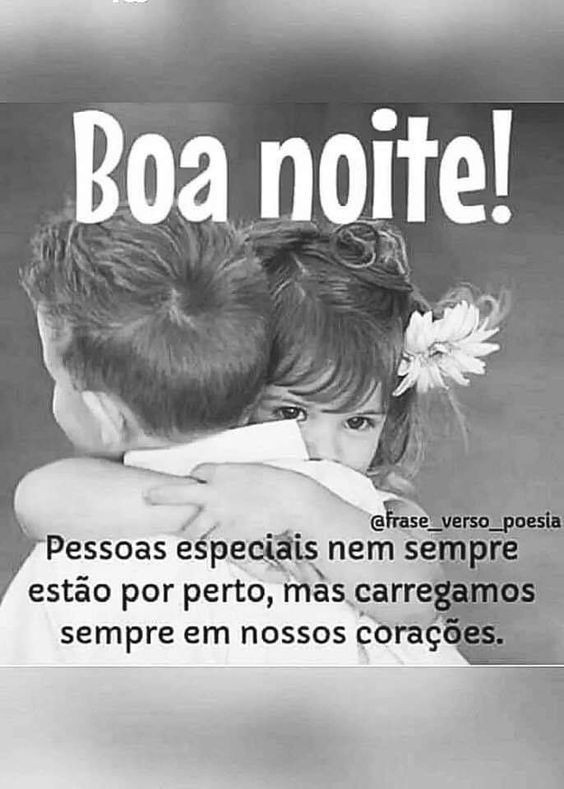 Boa noite!
@frase_verso_poesia
Pessoas especiais nem sempre
estão por perto, mas carregamos
sempre em nossos corações.